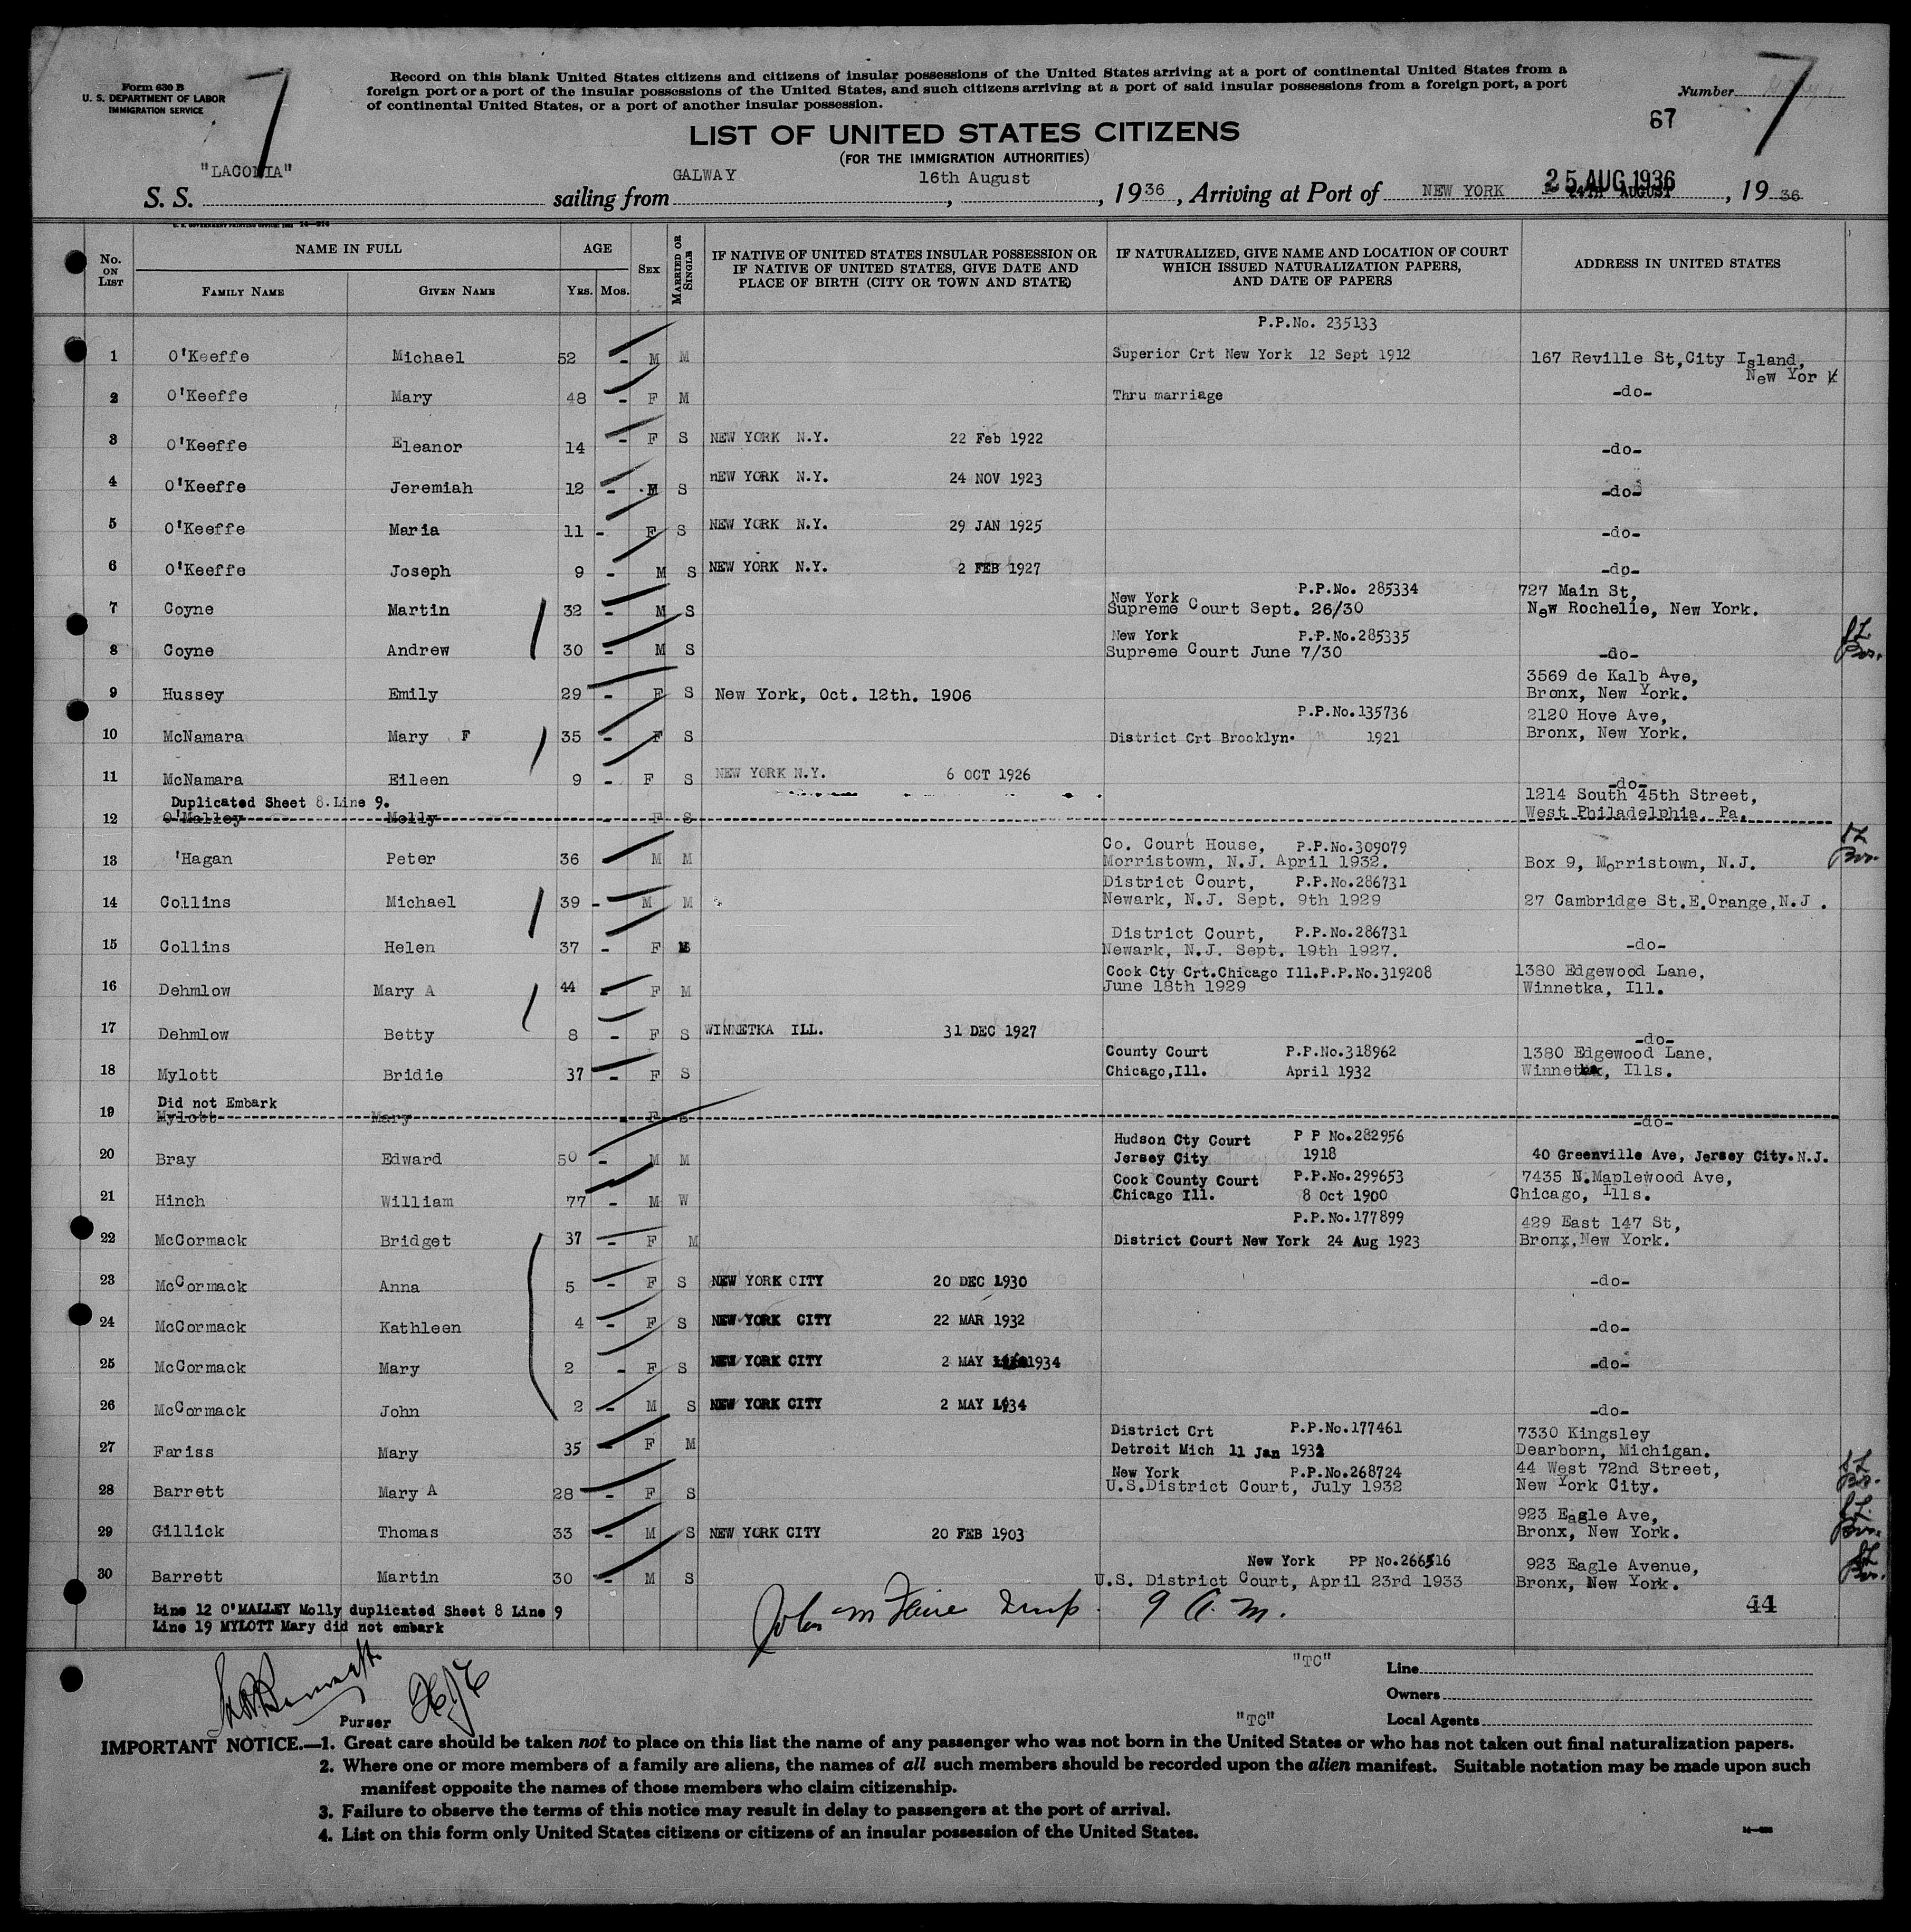 Form 630 B
U. S. DEPARTMENT OF LABOR
IMMIGRATION SERVICE
7
Record on this blank United States citizens and citizens of insular possessions of the United States arriving at a port of continental United States from a
foreign port or a port of the insular possessions of the United States, and such citizens arriving at a port of said insular possessions from a foreign port, a port
of continental United States, or a port of another insular possession.
Number
67
7
LIST OF UNITED STATES CITIZENS
(FOR THE IMMIGRATION AUTHORITIES)
S. S. "LACONIA" sailing from GALWAY, 16th August, 1936, Arriving at Port of NEW YORK 24TH AUGUST, 1936
25 AUG 1936
No. ON LIST
NAME IN FULL
FAMILY NAME GIVEN NAME
AGE
YRS. MOS.
SEX
MARRIED OR SINGLE
IF NATIVE OF UNITED STATES INSULAR POSSESSION OR
IF NATIVE OF UNITED STATES, GIVE DATE AND
PLACE OF BIRTH (CITY OR TOWN AND STATE)
IF NATURALIZED, GIVE NAME AND LOCATION OF COURT
WHICH ISSUED NATURALIZATION PAPERS,
AND DATE OF PAPERS
ADDRESS IN UNITED STATES
P.P.No. 235133
1 O'Keeffe Michael 52 - M M Superior Crt New York 12 Sept 1912 167 Reville St,City Island,
New York
2 O'Keeffe Mary 48 - F M Thru marriage -do-
3 O'Keeffe Eleanor 14 - F S NEW YORK N.Y. 22 Feb 1922 -do-
4 O'Keeffe Jeremiah 12 - M S nEW YORK N.Y. 24 NOV 1923 -do-
5 O'Keeffe Maria 11 - F S NEW YORK N.Y. 29 JAN 1925 -do-
6 O'Keeffe Joseph 9 - M S NEW YORK N.Y. 2 FEB 1927 -do-
New York P.P.No. 285334 727 Main St,
7 Coyne Martin 32 - M S Supreme Court Sept. 26/30 New Rochelle, New York.
New York P.P.No.285335
8 Coyne Andrew 30 - M S Supreme Court June 7/30 -do-
3569 de Kalb Ave,
9 Hussey Emily 29 - F S New York, Oct. 12th. 1906 Bronx, New York.
P.P.No.135736 2120 Hove Ave,
10 McNamara Mary F 35 - F S District Crt Brooklyn. 1921 Bronx, New York.
11 McNamara Eileen 9 - F S NEW YORK N.Y. 6 OCT 1926 -do-
Duplicated Sheet 8.Line 9. 1214 South 45th Street,
12 O'Malley Molly - F S West Philadelphia, Pa.
Co. Court House, P.P.No.309079
13 'Hagan Peter 36 M M Morristown, N.J. April 1932. Box 9, Morristown, N.J.
District Court, P.P.No.286731
14 Collins Michael 39 - M M Newark, N.J. Sept. 9th 1929 27 Cambridge St.E.Orange,N.J.
District Court, P.P.No.286731
15 Collins Helen 37 - F M Newark, N.J. Sept. 19th 1927. -do-
Cook Cty Crt.Chicago Ill.P.P.No.319208 1380 Edgewood Lane,
16 Dehmlow Mary A 44 - F M June 18th 1929 Winnetka, Ill.
17 Dehmlow Betty 8 - F S WINNETKA ILL. 31 DEC 1927 -do-
County Court P.P.No.318962 1380 Edgewood Lane,
18 Mylott Bridie 37 - F S Chicago,Ill. April 1932 Winnetka, Ills.
Did not Embark
19 Mylott Mary - F S -do-
Hudson Cty Court P P No.282956
20 Bray Edward 50 - M M Jersey City 1918 40 Greenville Ave, Jersey City.N.J.
Cook County Court P.P.No.299653 7435 N.Maplewood Ave,
21 Hinch William 77 - M W Chicago Ill. 8 Oct 1900 Chicago, Ills.
P.P.No.177899 429 East 147 St,
22 McCormack Bridget 37 - F M District Court New York 24 Aug 1923 Bronx,New York.
23 McCormack Anna 5 - F S NEW YORK CITY 20 DEC 1930 -do-
24 McCormack Kathleen 4 - F S NEW YORK CITY 22 MAR 1932 -do-
25 McCormack Mary 2 - F S NEW YORK CITY 2 MAY 1934 -do-
26 McCormack John 2 - M S NEW YORK CITY 2 MAY 1934 -do-
District Crt P.P.No.177461 7330 Kingsley
27 Fariss Mary 35 - F M Detroit Mich 11 Jan 1932 Dearborn, Michigan.
New York P.P.No.268724 44 West 72nd Street,
28 Barrett Mary A 28 - F S U.S.District Court, July 1932 New York City.
923 Eagle Ave,
29 Gillick Thomas 33 - M S NEW YORK CITY 20 FEB 1903 Bronx, New York.
New York PP No.266516 923 Eagle Avenue,
30 Barrett Martin 30 - M S U.S. District Court, April 23rd 1933 Bronx, New York.
Line 12 O'MALLEY Molly duplicated Sheet 8 Line 9
Line 19 MYLOTT Mary did not embark
9 A.M.
44
"TC"
Line
Owners
Purser
"TC"
Local Agents
IMPORTANT NOTICE.—1. Great care should be taken not to place on this list the name of any passenger who was not born in the United States or who has not taken out final naturalization papers.
2. Where one or more members of a family are aliens, the names of all such members should be recorded upon the alien manifest. Suitable notation may be made upon such
manifest opposite the names of those members who claim citizenship.
3. Failure to observe the terms of this notice may result in delay to passengers at the port of arrival.
4. List on this form only United States citizens or citizens of an insular possession of the United States.